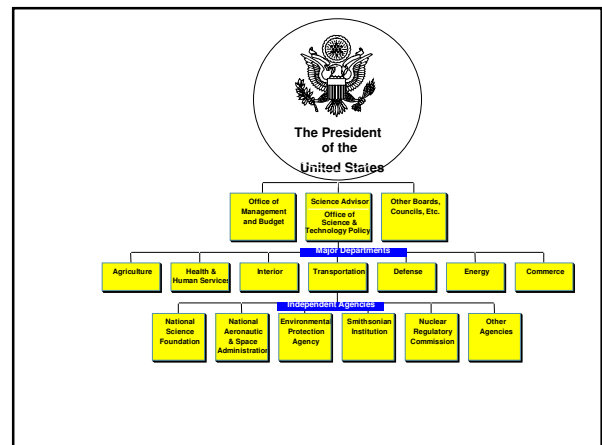 The President
of the
United States
Office of
Management
and Budget
Science Advisor
Office of
Science &
Technology Policy
Other Boards,
Councils, Etc.
Major Departments
Agriculture
Health &
Human Services
Interior
Transportation
Defense
Energy
Commerce
Independent Agencies
National
Science
Foundation
National
Aeronautic
& Space
Administration
Environmental
Protection
Agency
Smithsonian
Institution
Nuclear
Regulatory
Commission
Other
Agencies